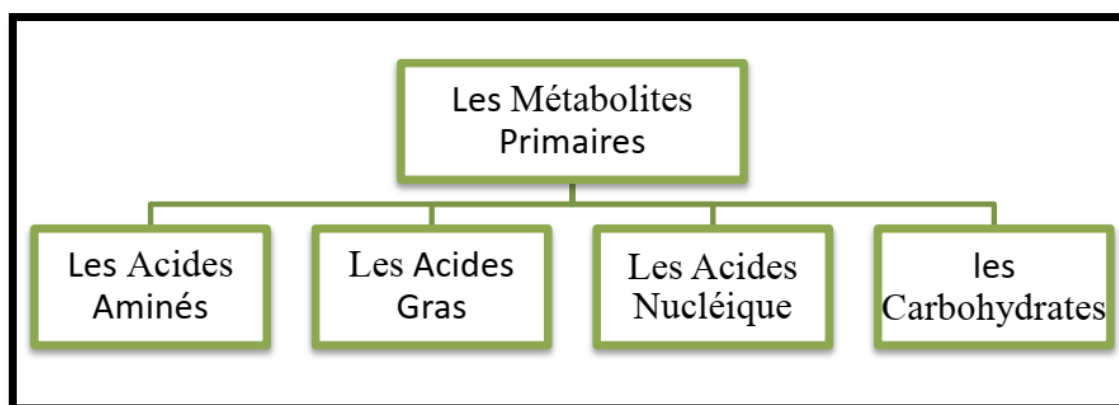 Les Métabolites
Primaires
Les Acides
Aminés
Les Acides
Gras
Les Acides
Nucléique
les
Carbohydrates